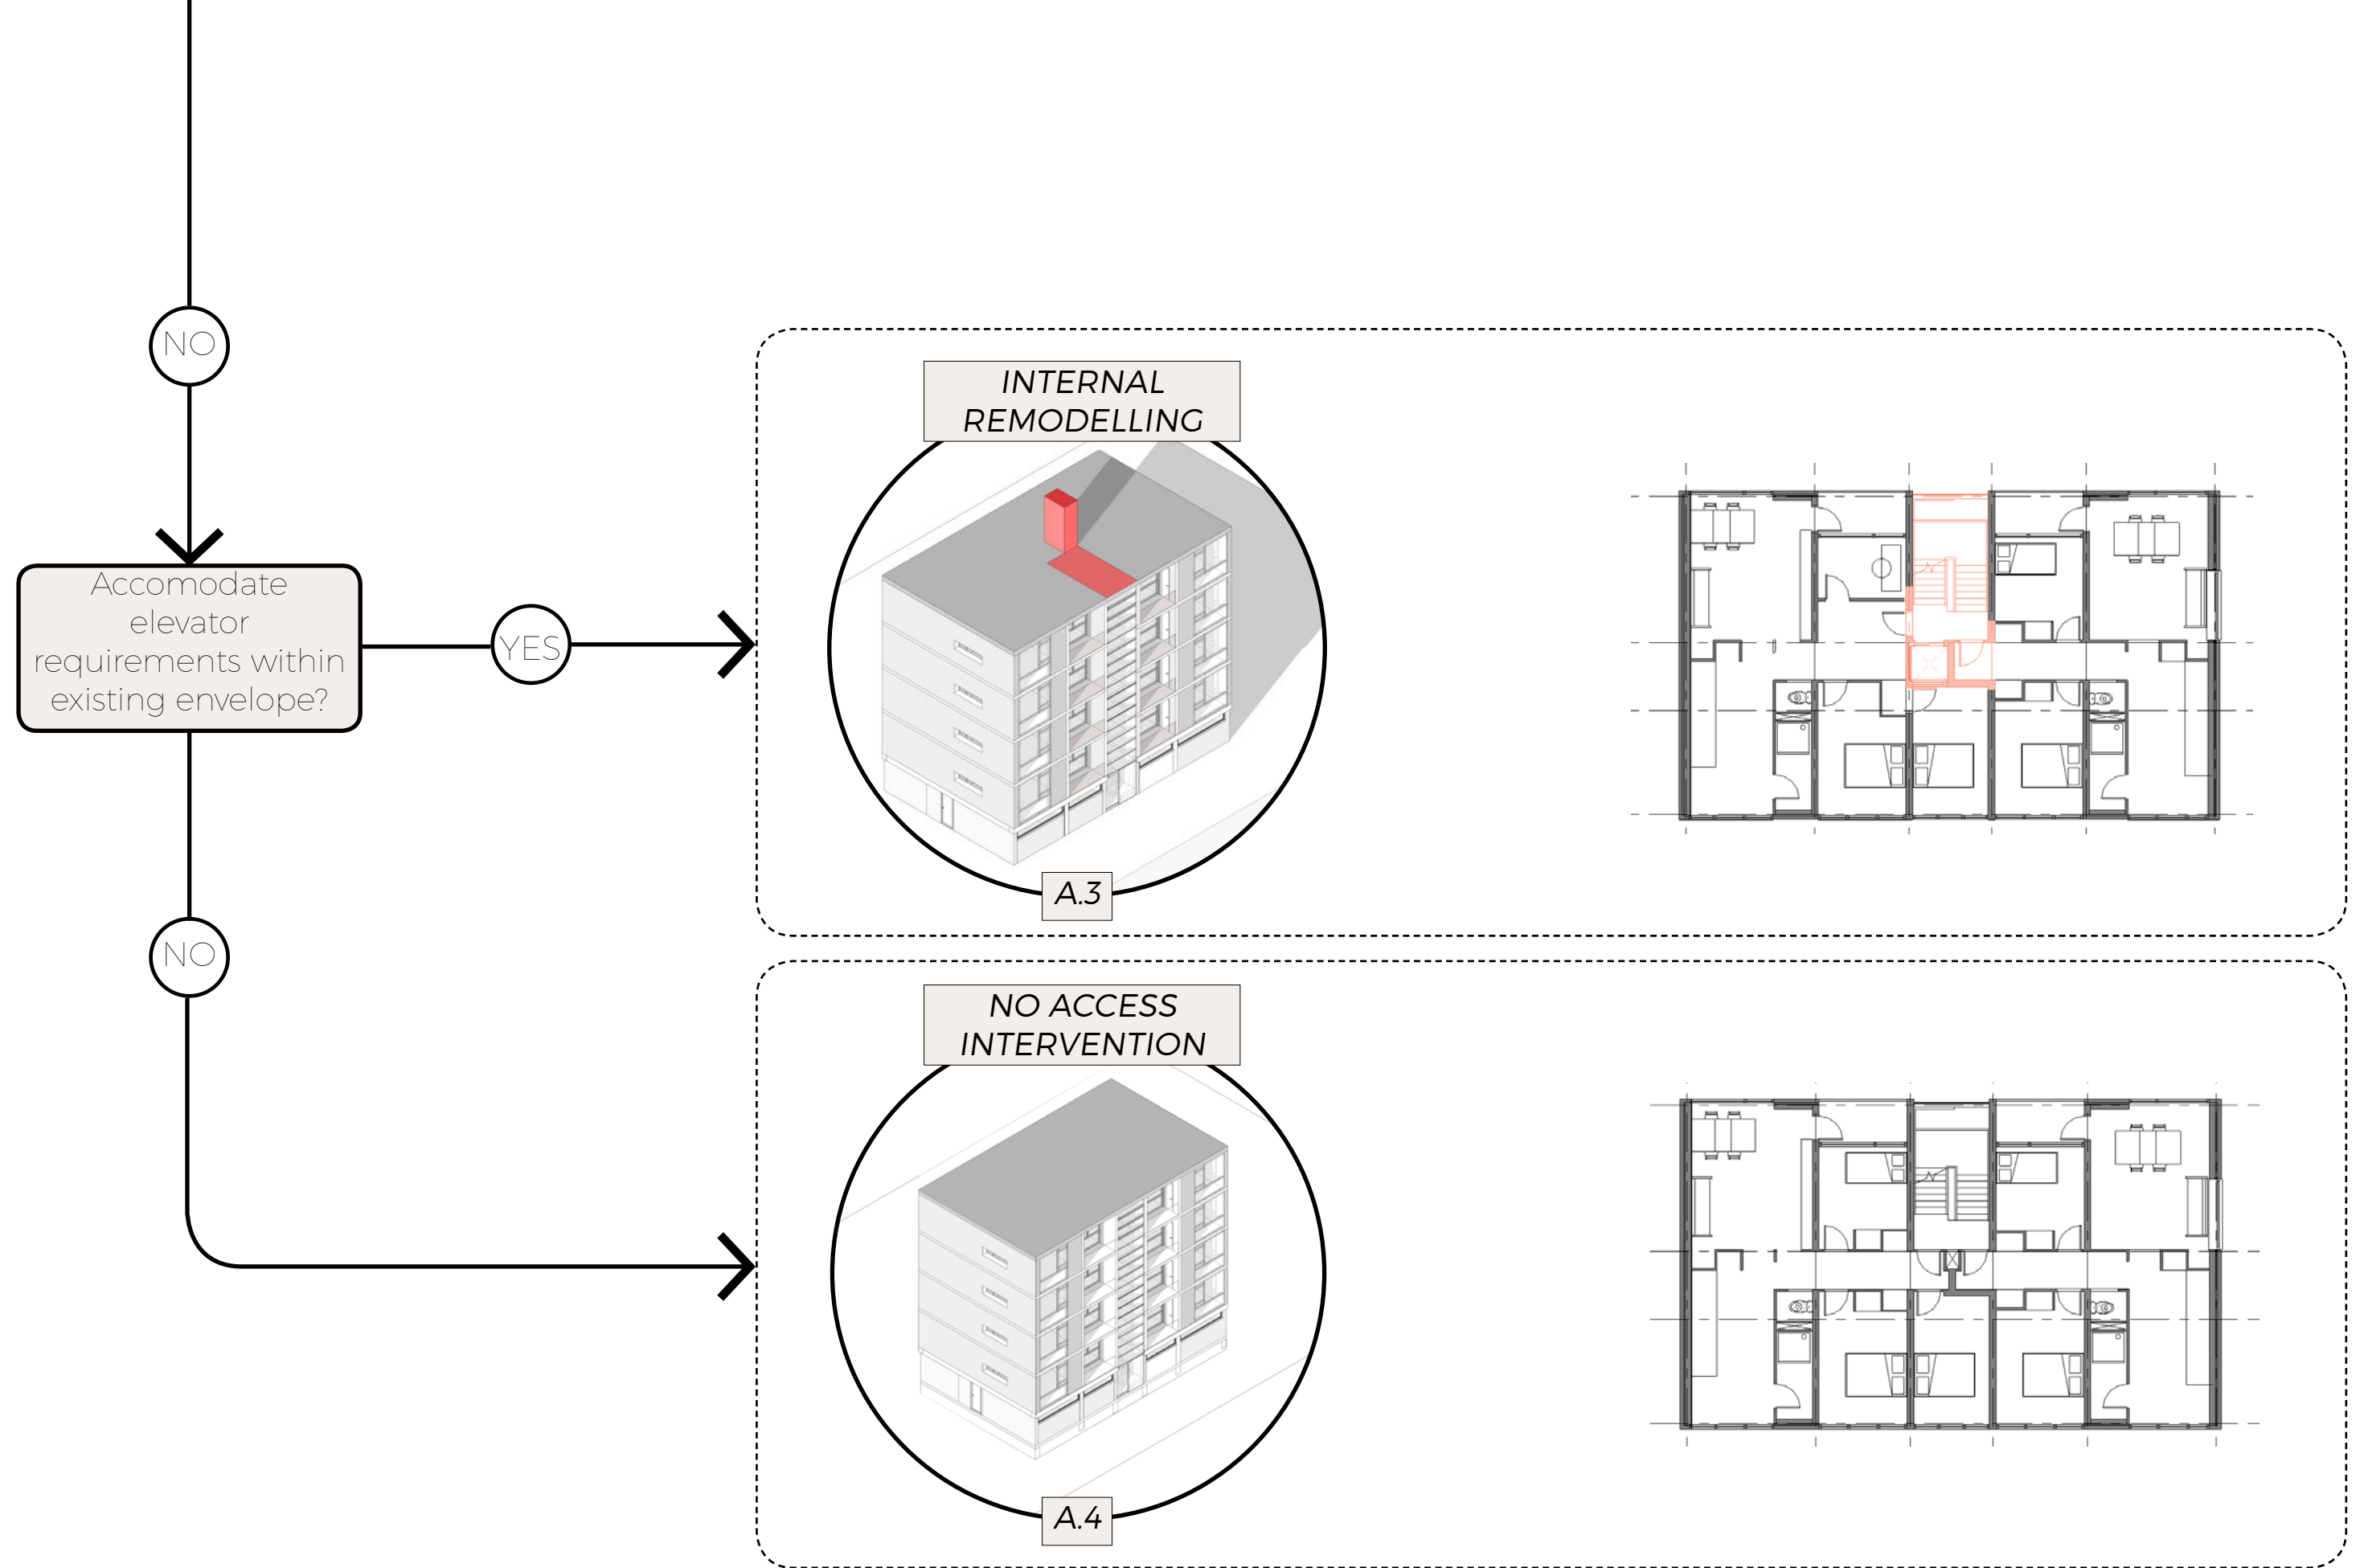 NO
INTERNAL
REMODELLING
Accomodate
elevator
requirements within
existing envelope?
YES
A.3
NO
NO ACCESS
INTERVENTION
A.4